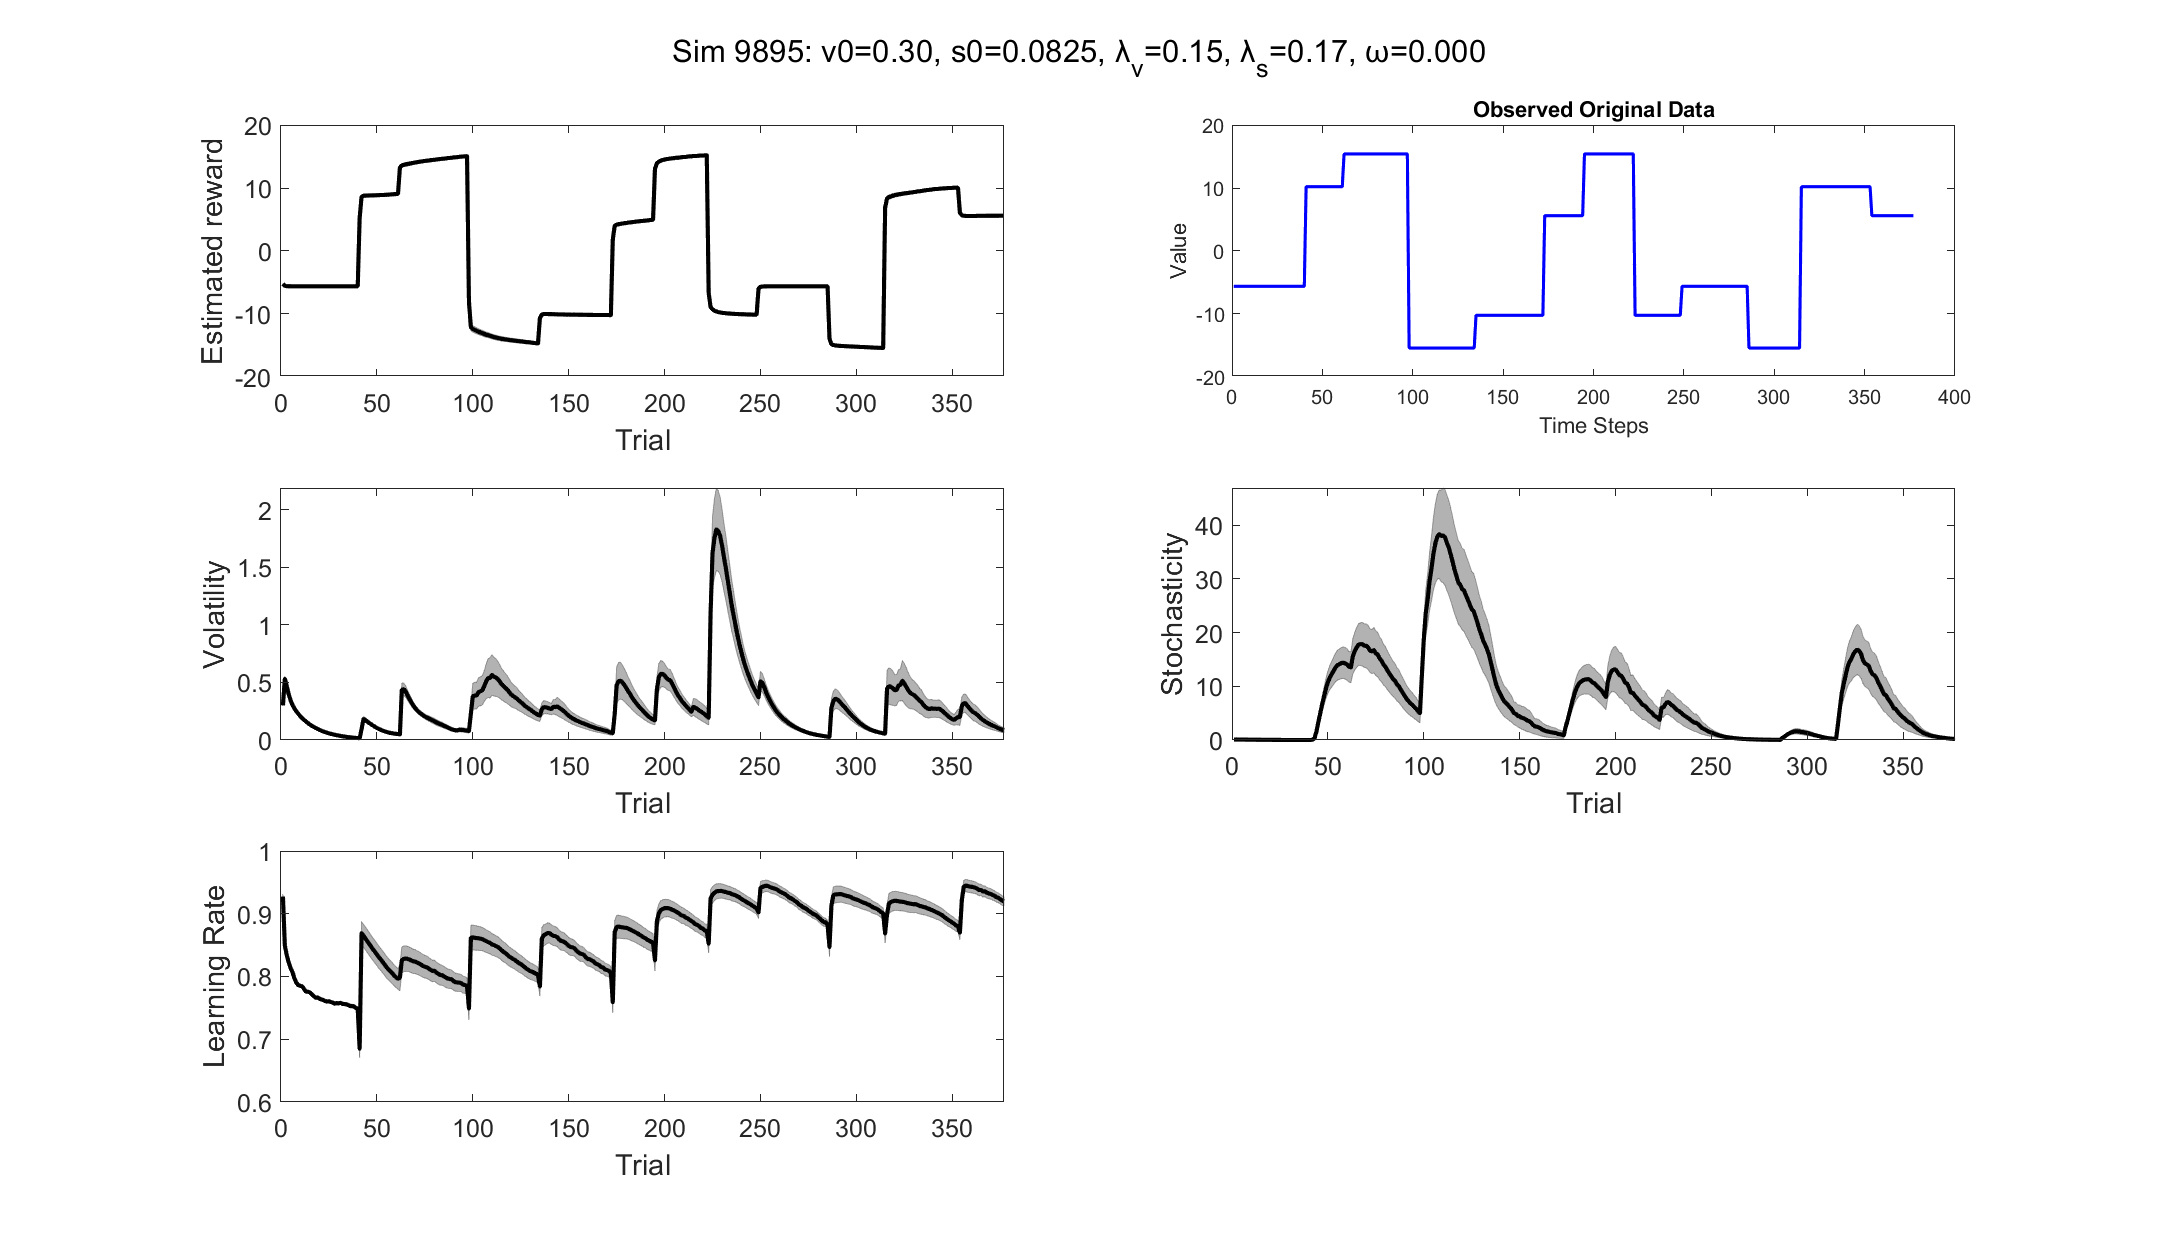 Sim 9895: v0=0.30, s0=0.0825, λ_v=0.15, λ_s=0.17, ω=0.000
Estimated reward
20
10
0
-10
-20
0 50 100 150 200 250 300 350
Trial
Observed Original Data
Value
20
10
0
-10
-20
0 50 100 150 200 250 300 350 400
Time Steps
Volatility
2
1.5
1
0.5
0
0 50 100 150 200 250 300 350
Trial
Stochasticity
40
30
20
10
0
0 50 100 150 200 250 300 350
Trial
Learning Rate
1
0.9
0.8
0.7
0.6
0 50 100 150 200 250 300 350
Trial